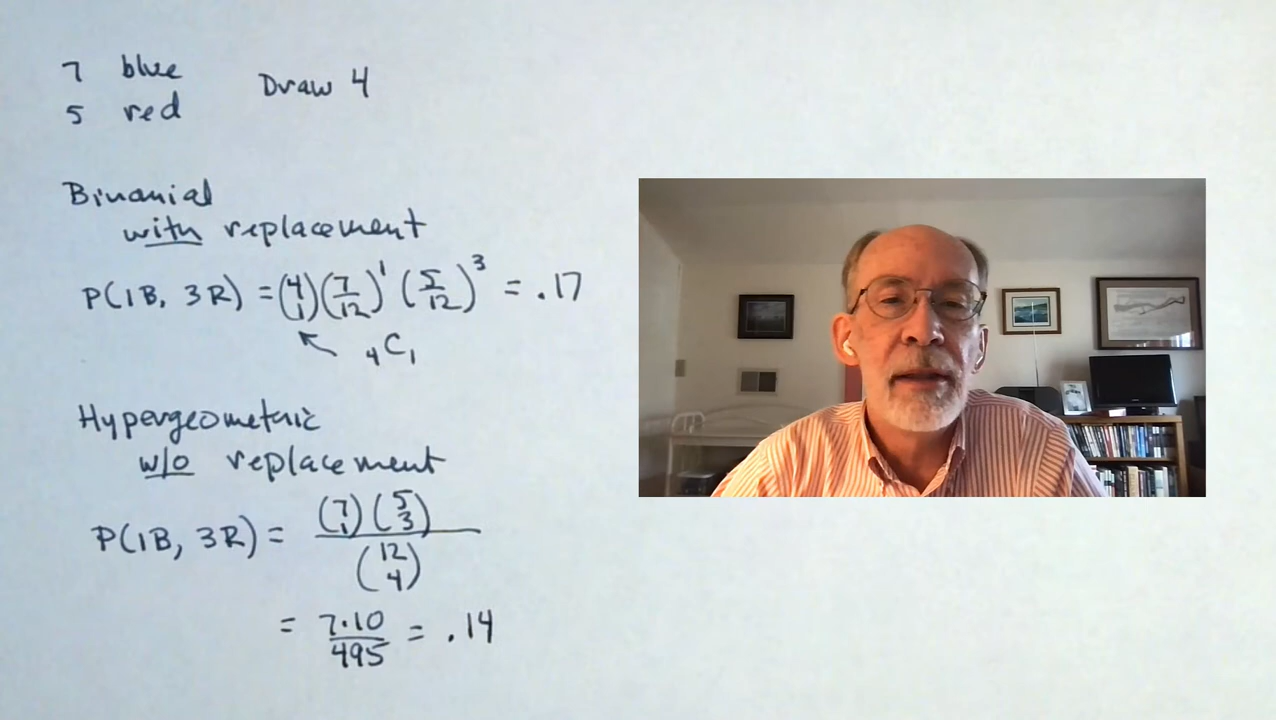 7 blue
5 red
Draw 4
Binomial
with replacement
P(1B, 3R) = (4 1)(7/12)^1 (5/12)^3 = .17
4C1
Hypergeometric
w/o replacement
P(1B, 3R) = (7 1)(5 3) / (12 4)
= 7·10/495 = .14